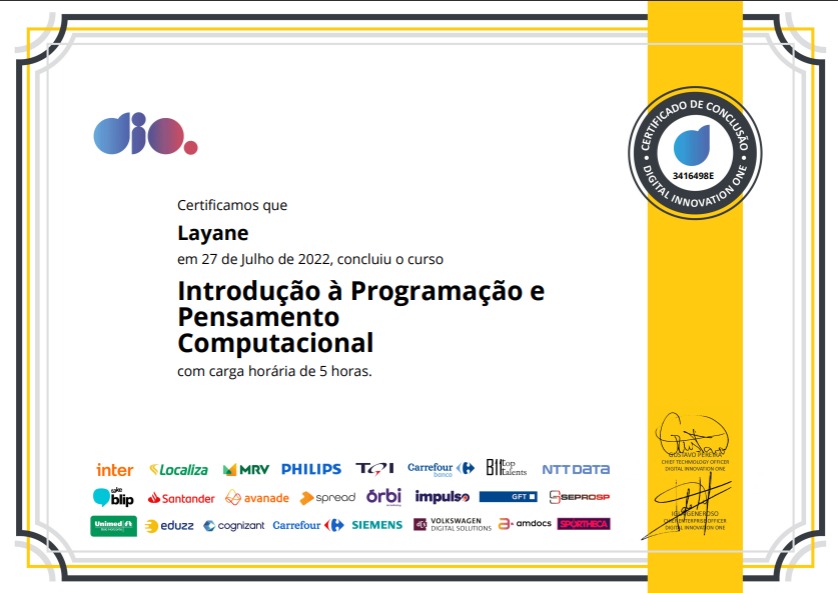 dio.
CERTIFICADO DE CONCLUSÃO
3416498E
DIGITAL INNOVATION ONE
Certificamos que
Layane
em 27 de Julho de 2022, concluiu o curso
Introdução à Programação e
Pensamento
Computacional
com carga horária de 5 horas.
inter Localiza MRV PHILIPS TQI Carrefour banco BIT Top Talents NTT DATA
take blip Santander avanade spread órbi impulso GFT SEPROSP
Unimed eduzz cognizant Carrefour SIEMENS VOLKSWAGEN DIGITAL SOLUTIONS amdocs SPORTHECA
GUSTAVO PEREIRA
CHIEF TECHNOLOGY OFFICER
DIGITAL INNOVATION ONE
GENEROSO
CHIEF ENTERPRISE OFFICER
DIGITAL INNOVATION ONE